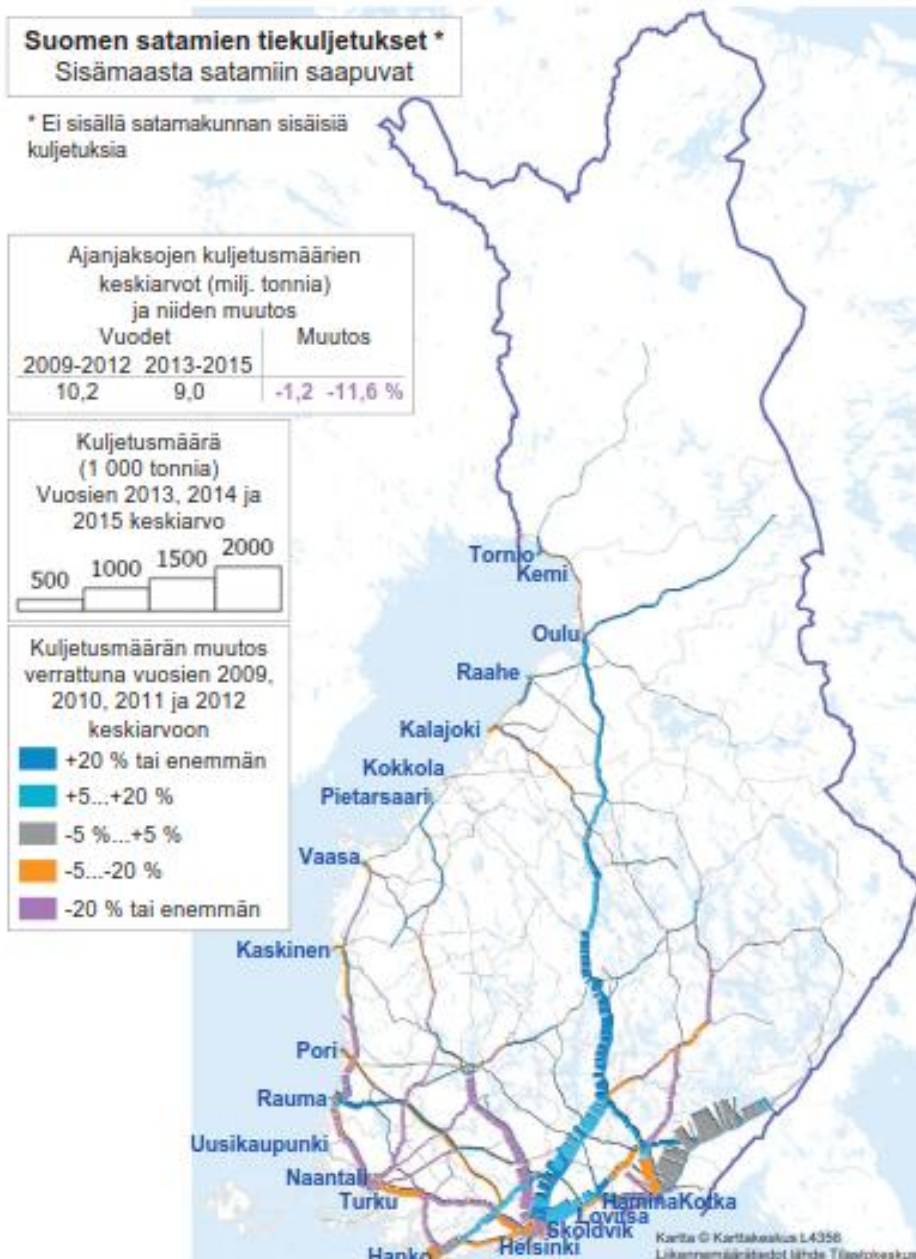 Suomen satamien tiekuljetukset *
Sisämaasta satamiin saapuvat
* Ei sisällä satamakunnan sisäisiä
kuljetuksia
Ajanjaksojen kuljetusmäärien
keskiarvot (milj. tonnia)
ja niiden muutos
Vuodet Muutos
2009-2012 2013-2015
10,2 9,0 -1,2 -11,6 %
Kuljetusmäärä
(1 000 tonnia)
Vuosien 2013, 2014 ja
2015 keskiarvo
500 1000 1500 2000
Kuljetusmäärän muutos
verrattuna vuosien 2009,
2010, 2011 ja 2012
keskiarvoon
+20 % tai enemmän
+5...+20 %
-5 %...+5 %
-5...-20 %
-20 % tai enemmän
Tornio
Kemi
Oulu
Raahe
Kalajoki
Kokkola
Pietarsaari
Vaasa
Kaskinen
Pori
Rauma
Uusikaupunki
Naantali
Turku
HaminaKotka
Loviisa
Sköldvik
Helsinki
Hanko
Kartta © Karttakeskus L4356
Liikennemäärätiedot lähde Tilastokeskus